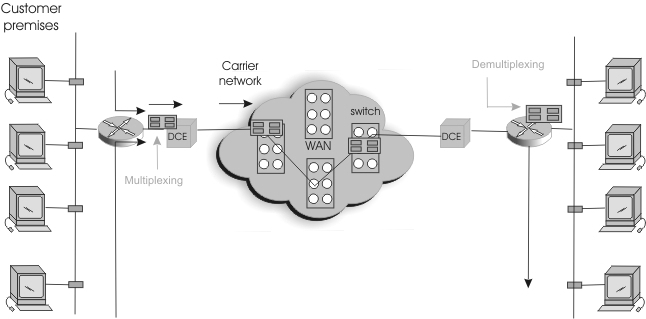 Customer
premises
Carrier
network
Demultiplexing
switch
DCE
WAN
DCE
Multiplexing